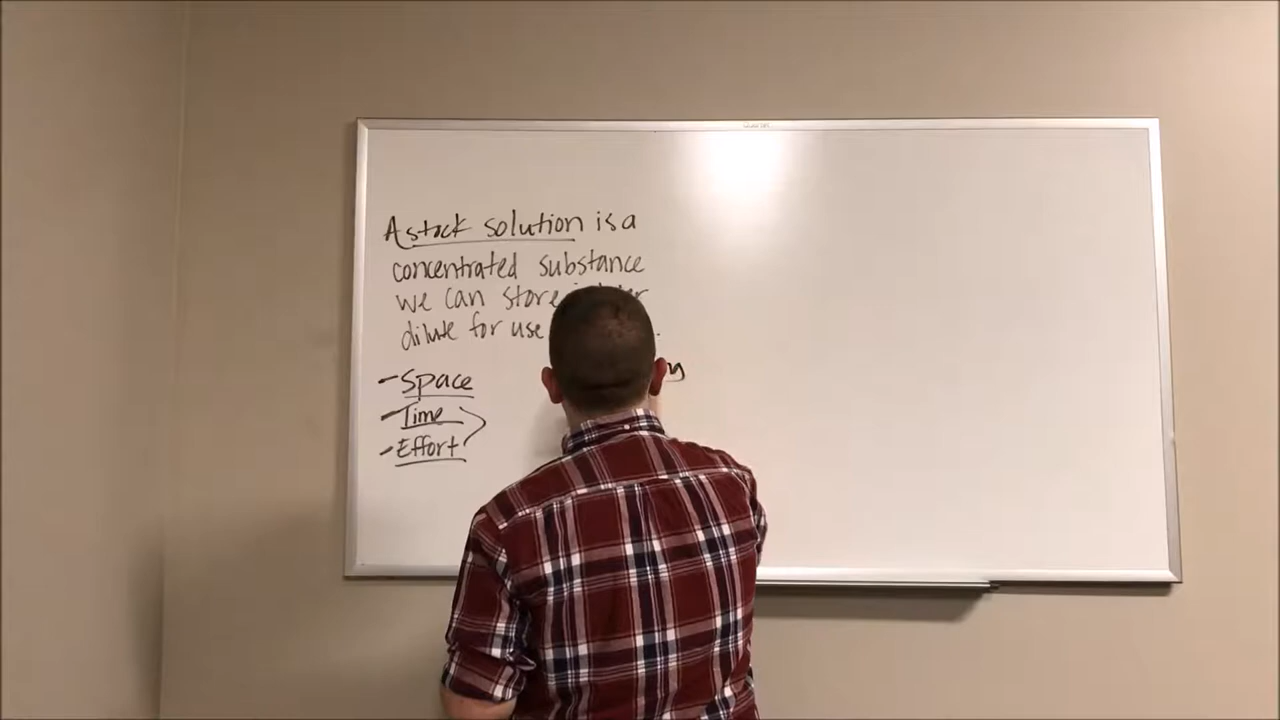 A stock solution is a
concentrated substance
we can store
dilute for use
- Space
- Time
- Effort